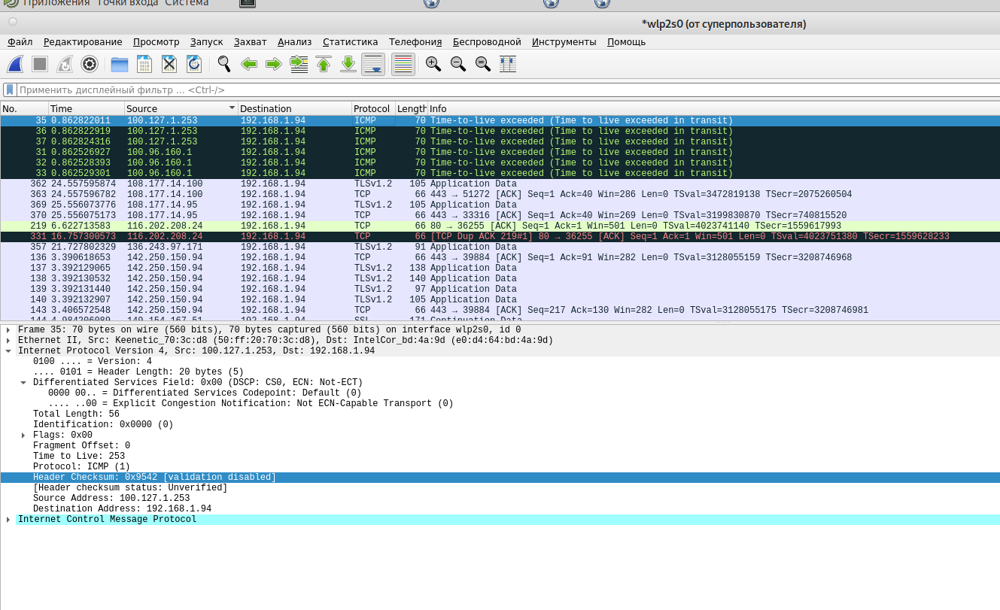 Приложения Точки входа Система
*wlp2s0 (от суперпользователя)
Файл Редактирование Просмотр Запуск Захват Анализ Статистика Телефония Беспроводной Инструменты Помощь
Применить дисплейный фильтр ... <Ctrl-/>
No. Time Source Destination Protocol Length Info
35 0.862822011 100.127.1.253 192.168.1.94 ICMP 70 Time-to-live exceeded (Time to live exceeded in transit)
36 0.862822919 100.127.1.253 192.168.1.94 ICMP 70 Time-to-live exceeded (Time to live exceeded in transit)
37 0.862824316 100.127.1.253 192.168.1.94 ICMP 70 Time-to-live exceeded (Time to live exceeded in transit)
31 0.862526927 100.96.160.1 192.168.1.94 ICMP 70 Time-to-live exceeded (Time to live exceeded in transit)
32 0.862528393 100.96.160.1 192.168.1.94 ICMP 70 Time-to-live exceeded (Time to live exceeded in transit)
33 0.862529301 100.96.160.1 192.168.1.94 ICMP 70 Time-to-live exceeded (Time to live exceeded in transit)
362 24.557595874 108.177.14.100 192.168.1.94 TLSv1.2 105 Application Data
363 24.557596782 108.177.14.100 192.168.1.94 TCP 66 443 → 51272 [ACK] Seq=1 Ack=40 Win=286 Len=0 TSval=3472819138 TSecr=2075260504
369 25.556073776 108.177.14.95 192.168.1.94 TLSv1.2 105 Application Data
370 25.556075173 108.177.14.95 192.168.1.94 TCP 66 443 → 33316 [ACK] Seq=1 Ack=40 Win=269 Len=0 TSval=3199830870 TSecr=740815520
219 6.622713583 116.202.208.24 192.168.1.94 TCP 66 80 → 36255 [ACK] Seq=1 Ack=1 Win=501 Len=0 TSval=4023741140 TSecr=1559617993
331 16.757300573 116.202.208.24 192.168.1.94 TCP 66 [TCP Dup ACK 219#1] 80 → 36255 [ACK] Seq=1 Ack=1 Win=501 Len=0 TSval=4023751380 TSecr=1559628233
357 21.727802329 136.243.97.171 192.168.1.94 TLSv1.2 91 Application Data
136 3.390618653 142.250.150.94 192.168.1.94 TCP 66 443 → 39884 [ACK] Seq=1 Ack=91 Win=282 Len=0 TSval=3128055159 TSecr=3208746968
137 3.392129065 142.250.150.94 192.168.1.94 TLSv1.2 138 Application Data
138 3.392130532 142.250.150.94 192.168.1.94 TLSv1.2 140 Application Data
139 3.392131440 142.250.150.94 192.168.1.94 TLSv1.2 97 Application Data
140 3.392132907 142.250.150.94 192.168.1.94 TLSv1.2 105 Application Data
143 3.406572548 142.250.150.94 192.168.1.94 TCP 66 443 → 39884 [ACK] Seq=217 Ack=130 Win=282 Len=0 TSval=3128055175 TSecr=3208746981
144 4.984206089 149.154.167.51 192.168.1.94 SSL 171 Continuation Data
Frame 35: 70 bytes on wire (560 bits), 70 bytes captured (560 bits) on interface wlp2s0, id 0
Ethernet II, Src: Keenetic_70:3c:d8 (50:ff:20:70:3c:d8), Dst: IntelCor_bd:4a:9d (e0:d4:64:bd:4a:9d)
Internet Protocol Version 4, Src: 100.127.1.253, Dst: 192.168.1.94
0100 .... = Version: 4
.... 0101 = Header Length: 20 bytes (5)
Differentiated Services Field: 0x00 (DSCP: CS0, ECN: Not-ECT)
0000 00.. = Differentiated Services Codepoint: Default (0)
.... ..00 = Explicit Congestion Notification: Not ECN-Capable Transport (0)
Total Length: 56
Identification: 0x0000 (0)
Flags: 0x00
Fragment Offset: 0
Time to Live: 253
Protocol: ICMP (1)
Header Checksum: 0x9542 [validation disabled]
[Header checksum status: Unverified]
Source Address: 100.127.1.253
Destination Address: 192.168.1.94
Internet Control Message Protocol